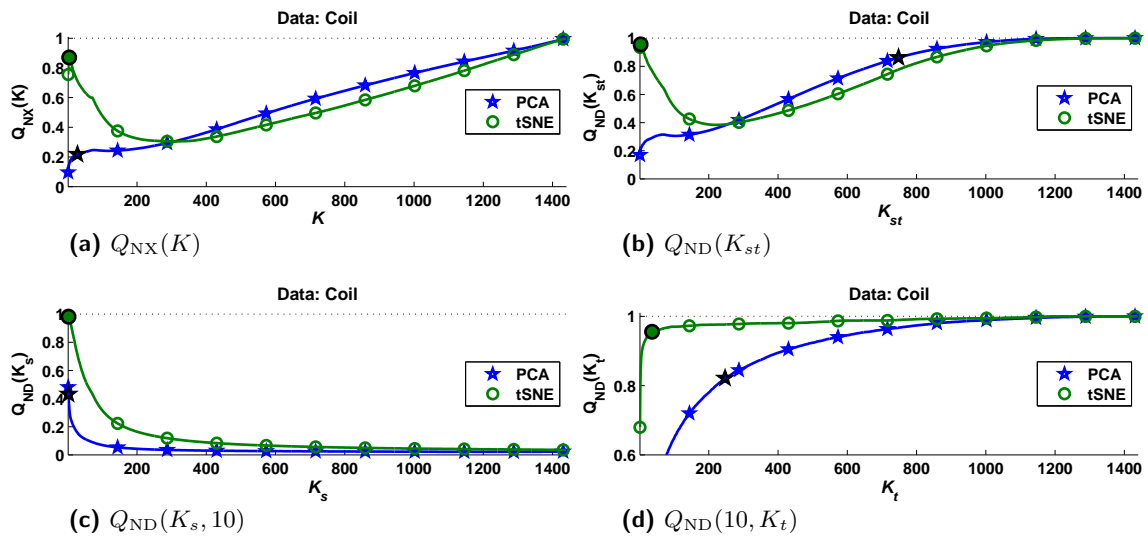 Data: Coil
1
0.8
0.6
0.4
0.2
0
Q_NX(K)
PCA
tSNE
200 400 600 800 1000 1200 1400
K
(a) Q_NX(K)
Data: Coil
1
0.8
0.6
0.4
0.2
0
Q_ND(K_st)
PCA
tSNE
200 400 600 800 1000 1200 1400
K_st
(b) Q_ND(K_st)
Data: Coil
1
0.8
0.6
0.4
0.2
0
Q_ND(K_s)
PCA
tSNE
200 400 600 800 1000 1200 1400
K_s
(c) Q_ND(K_s, 10)
Data: Coil
1
0.8
0.6
Q_ND(K_t)
PCA
tSNE
200 400 600 800 1000 1200 1400
K_t
(d) Q_ND(10, K_t)